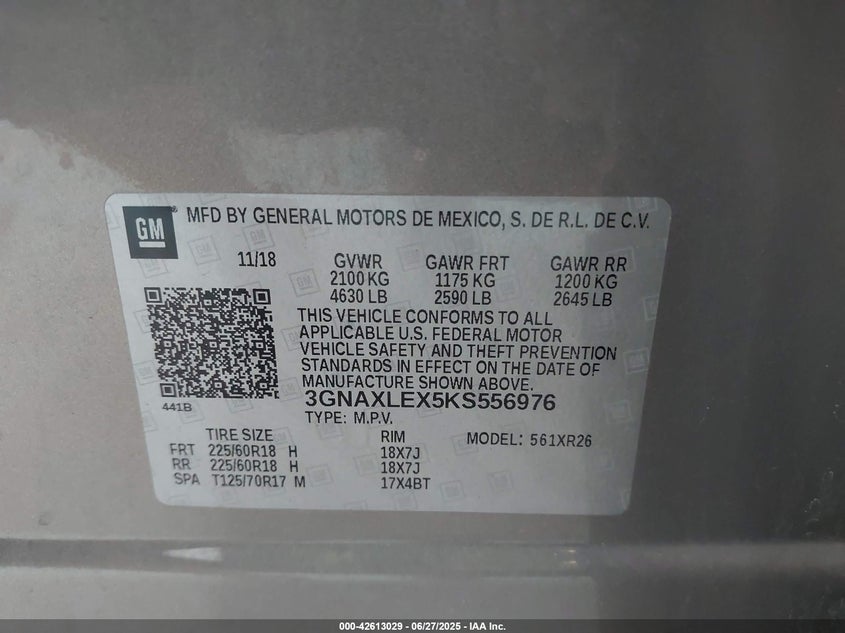 GM ® MFD BY GENERAL MOTORS DE MEXICO, S. DE R.L. DE C.V.
11/18 GVWR GAWR FRT GAWR RR
2100 KG 1175 KG 1200 KG
4630 LB 2590 LB 2645 LB
THIS VEHICLE CONFORMS TO ALL
APPLICABLE U.S. FEDERAL MOTOR
VEHICLE SAFETY AND THEFT PREVENTION
STANDARDS IN EFFECT ON THE DATE OF
MANUFACTURE SHOWN ABOVE.
441B
3GNAXLEX5KS556976
TYPE: M.P.V.
TIRE SIZE RIM MODEL: 561XR26
FRT 225/60R18 H 18X7J
RR 225/60R18 H 18X7J
SPA T125/70R17 M 17X4BT
000-42613029 - 06/27/2025 - IAA Inc.